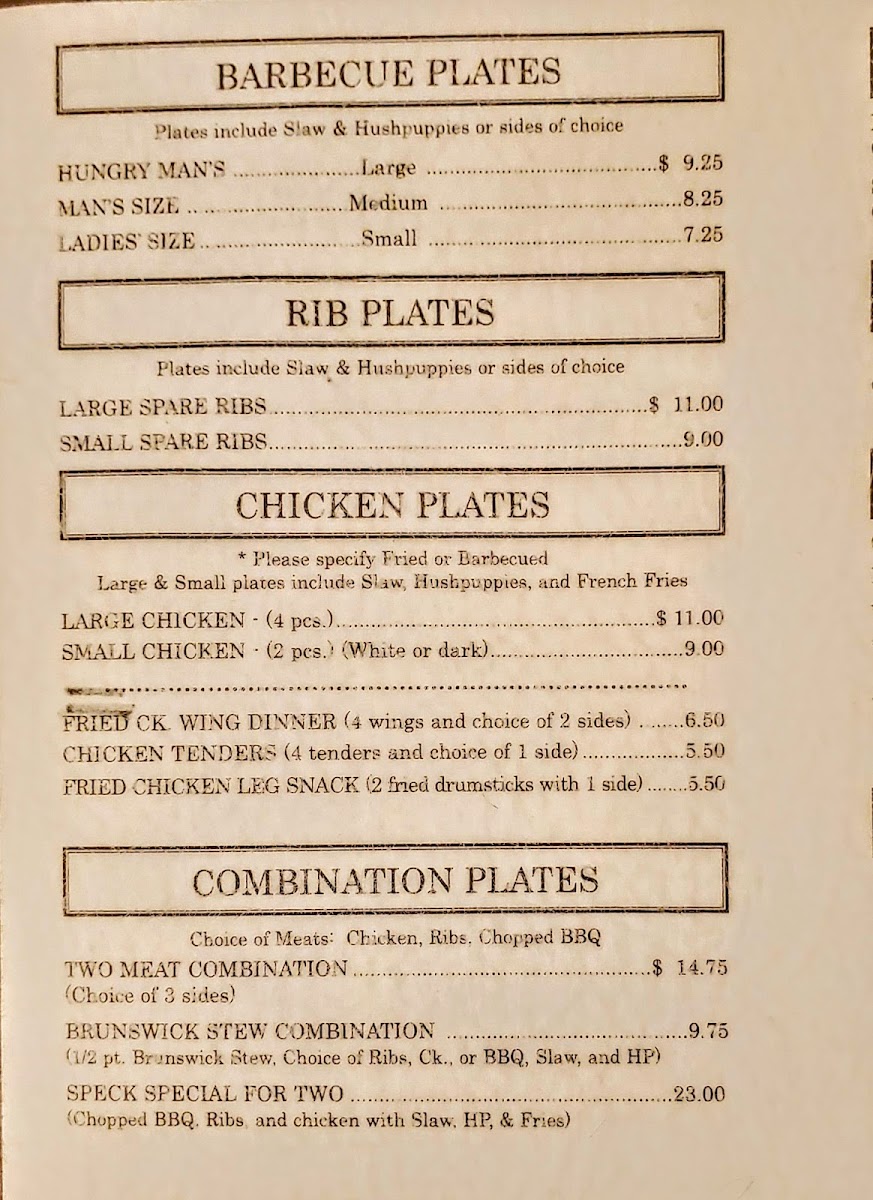 BARBECUE PLATES
Plates include Slaw & Hushpuppies or sides of choice
HUNGRY MAN'S ........................Large ............................................$ 9.25
MAN'S SIZE .. ...........................Medium ..............................................8.25
LADIES' SIZE.. ............................Small ................................................7.25
RIB PLATES
Plates include Slaw & Hushpuppies or sides of choice
LARGE SPARE RIBS ......................................................................$ 11.00
SMALL SPARE RIBS..............................................................................9.00
CHICKEN PLATES
* Please specify Fried or Barbecued
Large & Small plates include Slaw, Hushpuppies, and French Fries
LARGE CHICKEN - (4 pcs.)............................................................$ 11.00
SMALL CHICKEN - (2 pcs.) (White or dark)....................................9.00
FRIED CK. WING DINNER (4 wings and choice of 2 sides) . ......6.50
CHICKEN TENDERS (4 tenders and choice of 1 side)...................5.50
FRIED CHICKEN LEG SNACK (2 fried drumsticks with 1 side) ........5.50
COMBINATION PLATES
Choice of Meats: Chicken, Ribs, Chopped BBQ
TWO MEAT COMBINATION........................................................$ 14.75
(Choice of 3 sides)
BRUNSWICK STEW COMBINATION .............................................9.75
(1/2 pt. Brunswick Stew, Choice of Ribs, Ck., or BBQ, Slaw, and HP)
SPECK SPECIAL FOR TWO ............................................................23.00
(Chopped BBQ, Ribs, and chicken with Slaw, HP, & Fries)